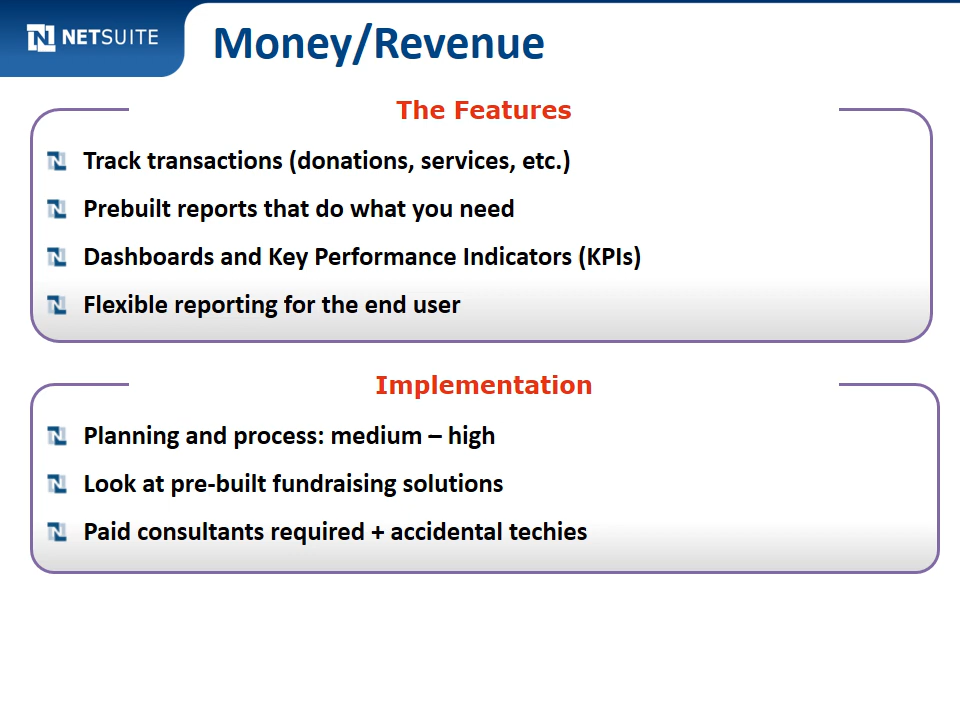 NETSUITE
Money/Revenue
The Features
Track transactions (donations, services, etc.)
Prebuilt reports that do what you need
Dashboards and Key Performance Indicators (KPIs)
Flexible reporting for the end user
Implementation
Planning and process: medium – high
Look at pre-built fundraising solutions
Paid consultants required + accidental techies